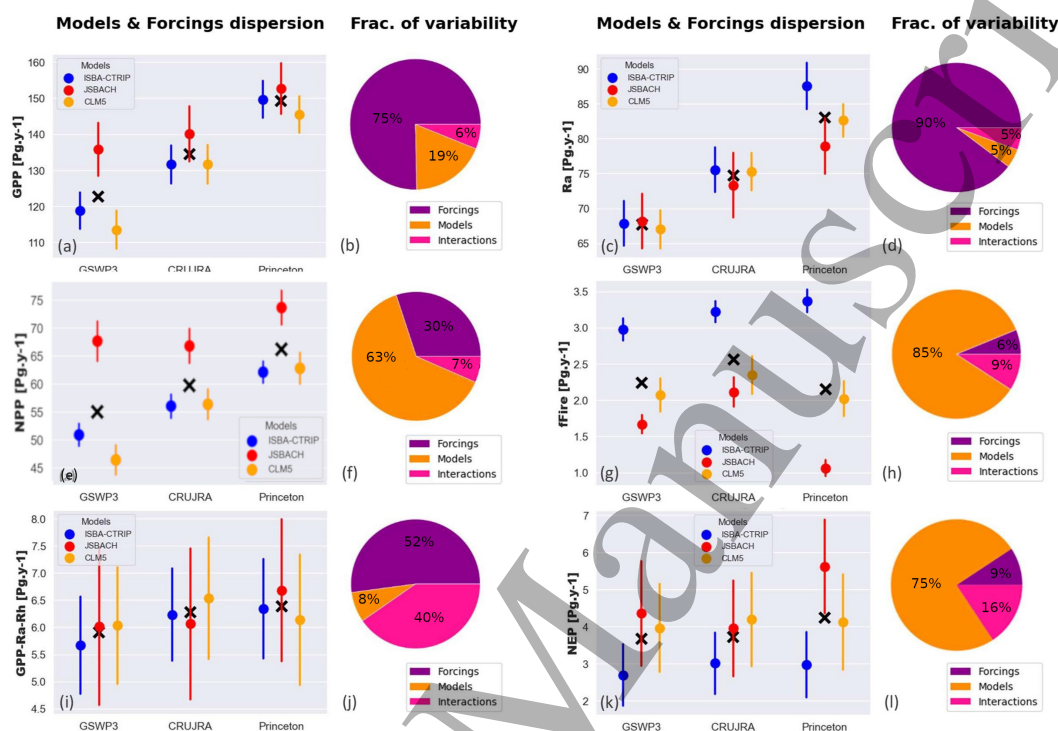 Models & Forcings dispersion
Frac. of variability
Models & Forcings dispersion
Frac. of variability
GPP [Pg.y-1]
160
150
140
130
120
110
Models
ISBA-CTRIP
JSBACH
CLM5
(a)
GSWP3
CRUJRA
Princeton
75%
6%
19%
Forcings
Models
Interactions
(b)
Ra [Pg.y-1]
90
85
80
75
70
65
Models
ISBA-CTRIP
JSBACH
CLM5
(c)
GSWP3
CRUJRA
Princeton
90%
5%
5%
Forcings
Models
Interactions
(d)
NPP [Pg.y-1]
75
70
65
60
55
50
45
Models
ISBA-CTRIP
JSBACH
CLM5
(e)
GSWP3
CRUJRA
Princeton
30%
63%
7%
Forcings
Models
Interactions
(f)
fFire [Pg.y-1]
3.5
3.0
2.5
2.0
1.5
1.0
Models
ISBA-CTRIP
JSBACH
CLM5
(g)
GSWP3
CRUJRA
Princeton
85%
6%
9%
Forcings
Models
Interactions
(h)
GPP-Ra-Rh [Pg.y-1]
8.0
7.5
7.0
6.5
6.0
5.5
5.0
4.5
Models
ISBA-CTRIP
JSBACH
CLM5
(i)
GSWP3
CRUJRA
Princeton
52%
8%
40%
Forcings
Models
Interactions
(j)
NEP [Pg.y-1]
7
6
5
4
3
2
Models
ISBA-CTRIP
JSBACH
CLM5
(k)
GSWP3
CRUJRA
Princeton
75%
9%
16%
Forcings
Models
Interactions
(l)
Manuscri